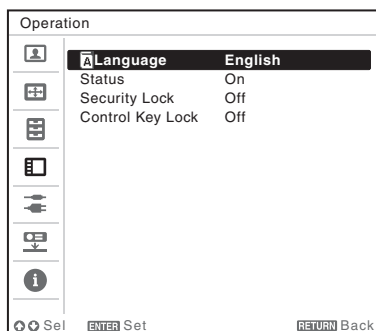 Operation
A Language English
Status On
Security Lock Off
Control Key Lock Off
Sel ENTER Set RETURN Back